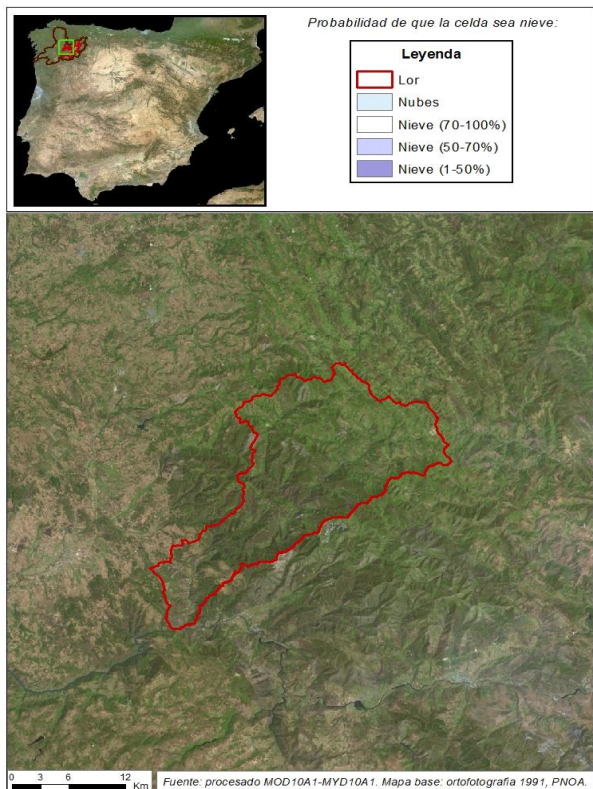 Probabilidad de que la celda sea nieve:
Leyenda
Lor
Nubes
Nieve (70-100%)
Nieve (50-70%)
Nieve (1-50%)
0 3 6 12
Km
Fuente: procesado MOD10A1-MYD10A1. Mapa base: ortofotografía 1991, PNOA.